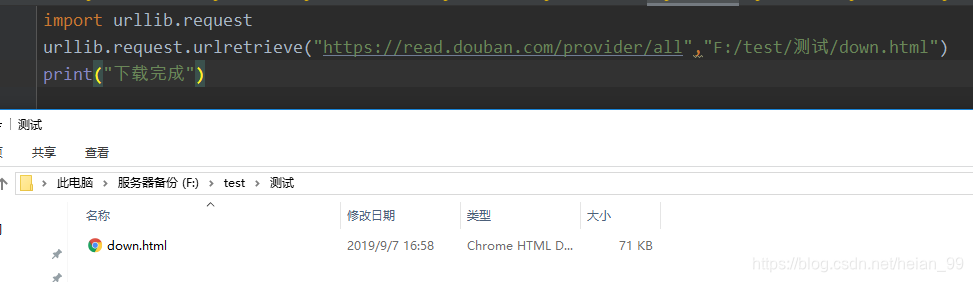 import urllib.request
urllib.request.urlretrieve("https://read.douban.com/provider/all","F:/test/测试/down.html")
print("下载完成")
测试
共享 查看
此电脑 › 服务器备份 (F:) › test › 测试
名称 修改日期 类型 大小
down.html 2019/9/7 16:58 Chrome HTML D... 71 KB
https://blog.csdn.net/heian_99